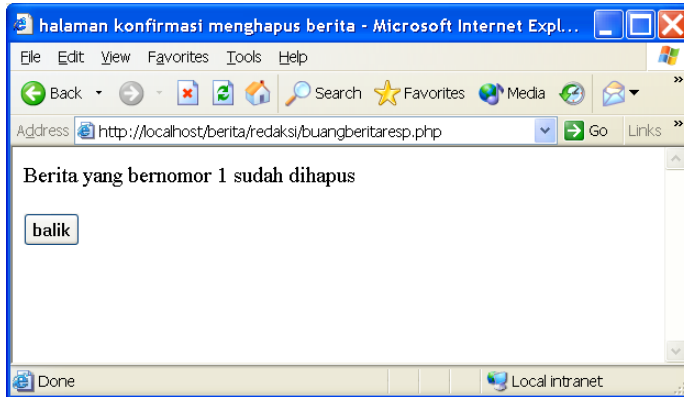 halaman konfirmasi menghapus berita - Microsoft Internet Expl...
File Edit View Favorites Tools Help
Back Search Favorites Media »
Address http://localhost/berita/redaksi/buangberitaresp.php Go Links »
Berita yang bernomor 1 sudah dihapus
balik
Done Local intranet